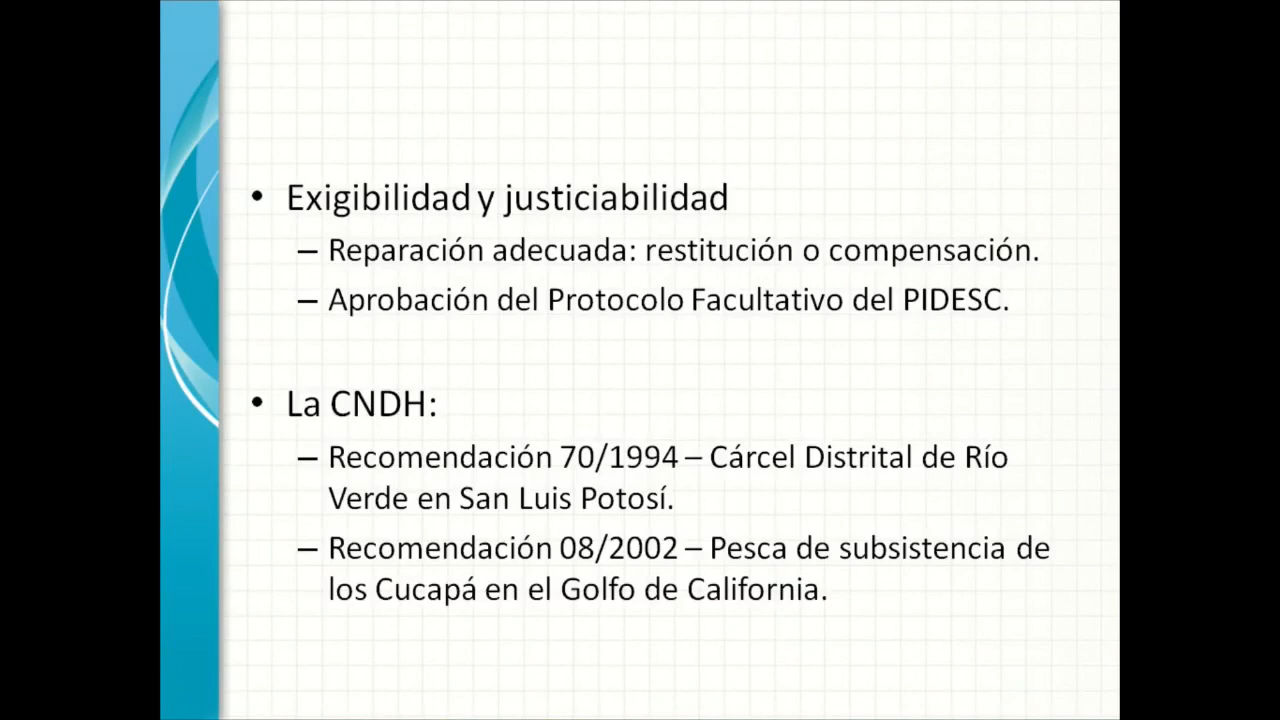 • Exigibilidad y justiciabilidad
– Reparación adecuada: restitución o compensación.
– Aprobación del Protocolo Facultativo del PIDESC.
• La CNDH:
– Recomendación 70/1994 – Cárcel Distrital de Río
Verde en San Luis Potosí.
– Recomendación 08/2002 – Pesca de subsistencia de
los Cucapá en el Golfo de California.